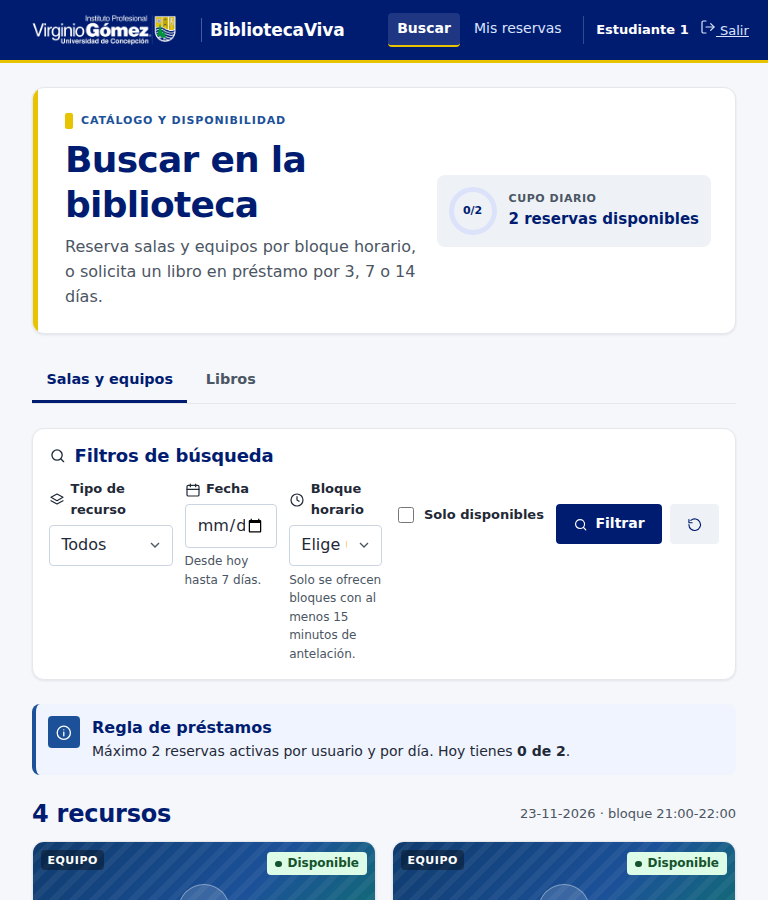 Instituto Profesional
VirginioGómez
Universidad de Concepción
BibliotecaViva
Buscar
Mis reservas
Estudiante 1
Salir
CATÁLOGO Y DISPONIBILIDAD
Buscar en la
biblioteca
Reserva salas y equipos por bloque horario,
o solicita un libro en préstamo por 3, 7 o 14
días.
0/2
CUPO DIARIO
2 reservas disponibles
Salas y equipos
Libros
Filtros de búsqueda
Tipo de
recurso
Todos
Fecha
mm/d
Desde hoy
hasta 7 días.
Bloque
horario
Elige
Solo se ofrecen
bloques con al
menos 15
minutos de
antelación.
Solo disponibles
Filtrar
Regla de préstamos
Máximo 2 reservas activas por usuario y por día. Hoy tienes 0 de 2.
4 recursos
23-11-2026 · bloque 21:00-22:00
EQUIPO
Disponible
EQUIPO
Disponible